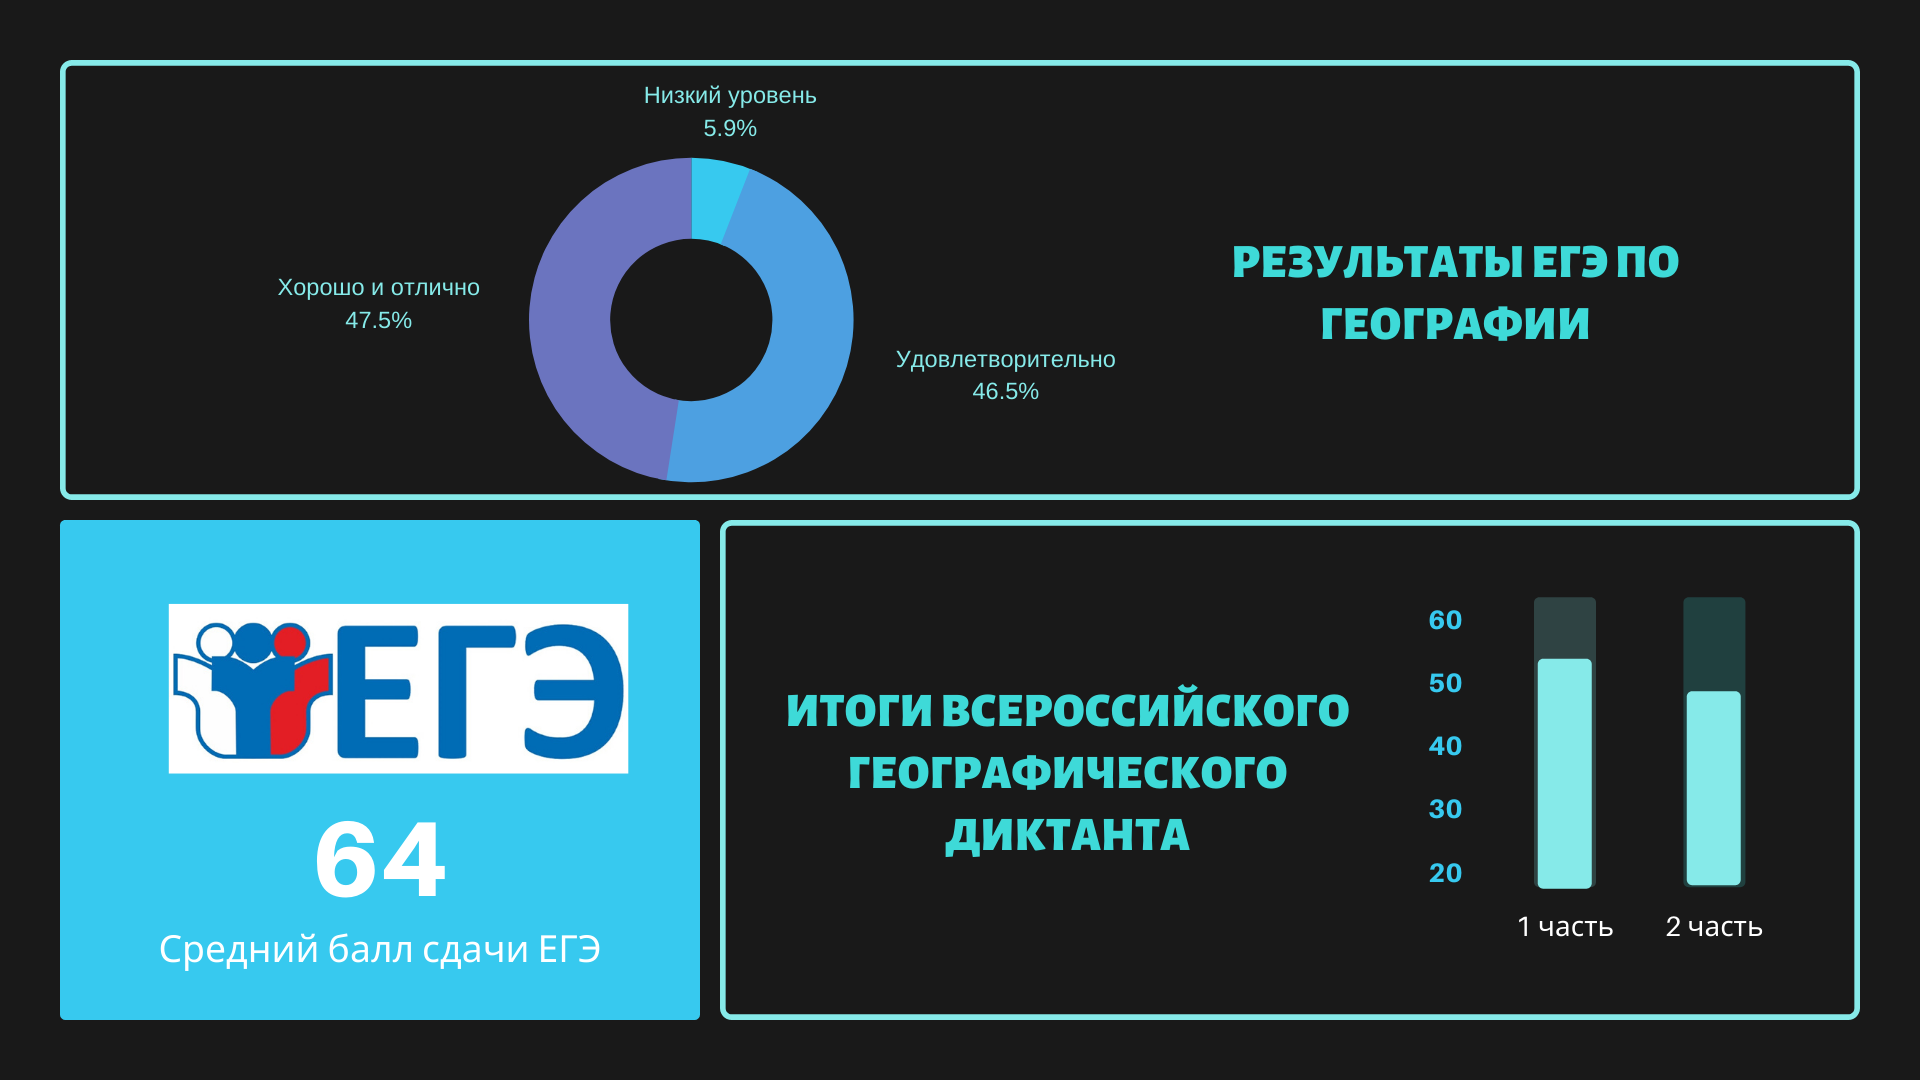 Низкий уровень
5.9%
Хорошо и отлично
47.5%
Удовлетворительно
46.5%
РЕЗУЛЬТАТЫ ЕГЭ ПО
ГЕОГРАФИИ
ЕГЭ
64
Средний балл сдачи ЕГЭ
ИТОГИ ВСЕРОССИЙСКОГО
ГЕОГРАФИЧЕСКОГО
ДИКТАНТА
60
50
40
30
20
1 часть
2 часть